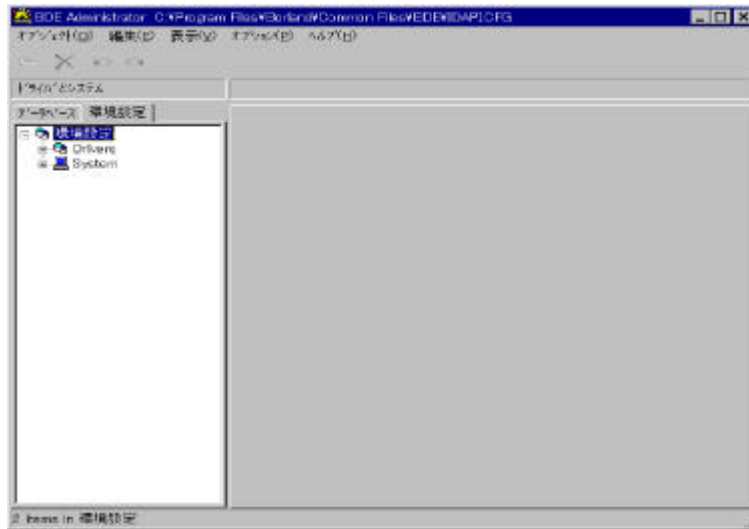 BDE Administrator C:¥Program Files¥Borland¥Common Files¥BDE¥IDAPI.CFG
オブジェクト(O) 編集(E) 表示(V) オプション(P) ヘルプ(H)
ドライバとシステム
データベース 環境設定
環境設定
Drivers
System
2 items in 環境設定